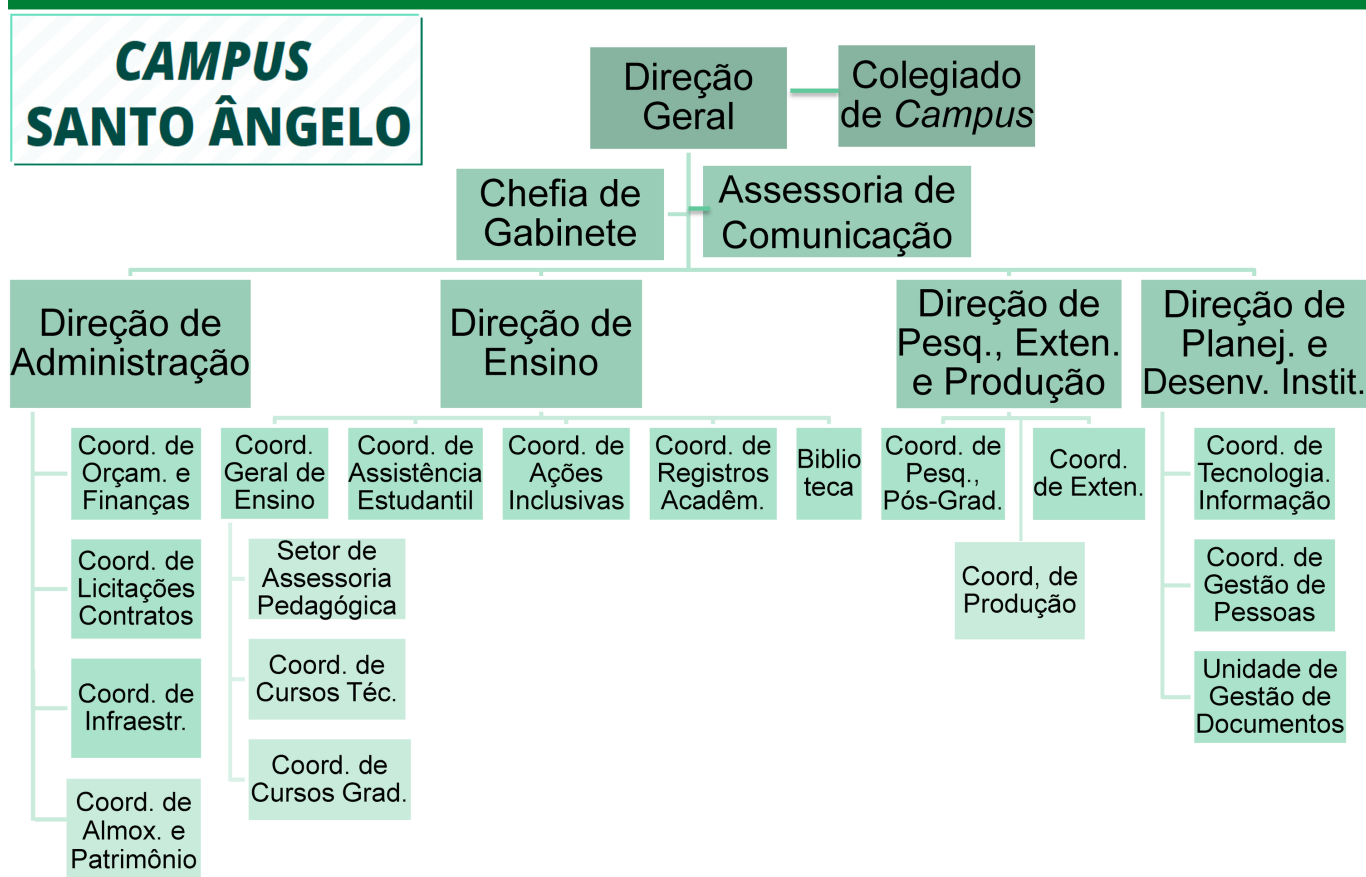 CAMPUS
SANTO ÂNGELO
Direção
Geral
Colegiado
de Campus
Chefia de
Gabinete
Assessoria de
Comunicação
Direção de
Administração
Direção de
Ensino
Direção de
Pesq., Exten.
e Produção
Direção de
Planej. e
Desenv. Instit.
Coord. de
Orçam. e
Finanças
Coord. de
Licitações
Contratos
Coord. de
Infraestr.
Coord. de
Almox. e
Patrimônio
Coord.
Geral de
Ensino
Setor de
Assessoria
Pedagógica
Coord. de
Cursos Téc.
Coord. de
Cursos Grad.
Coord. de
Assistência
Estudantil
Coord. de
Ações
Inclusivas
Coord. de
Registros
Acadêm.
Biblio
teca
Coord. de
Pesq.,
Pós-Grad.
Coord, de
Produção
Coord.
de Exten.
Coord. de
Tecnologia.
Informação
Coord. de
Gestão de
Pessoas
Unidade de
Gestão de
Documentos